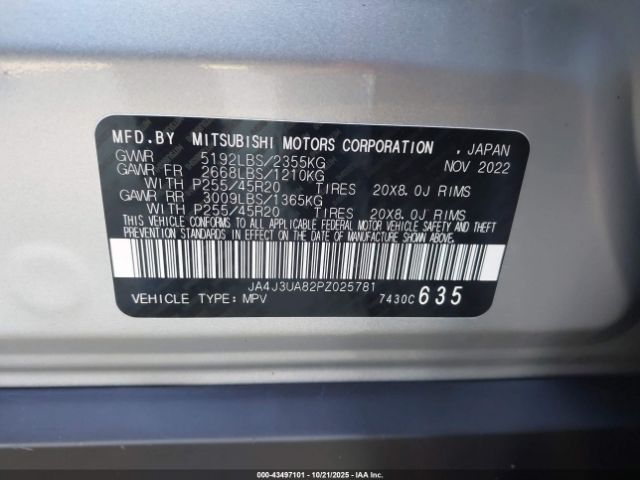 MFD.BY MITSUBISHI MOTORS CORPORATION , JAPAN
GVWR 5192LBS/2355KG NOV 2022
GAWR FR 2668LBS/1210KG
WITH P255/45R20 TIRES 20X8.0J RIMS
GAWR RR 3009LBS/1365KG
WITH P255/45R20 TIRES 20X8.0J RIMS
THIS VEHICLE CONFORMS TO ALL APPLICABLE FEDERAL MOTOR VEHICLE SAFETY AND THEFT
PREVENTION STANDARDS IN EFFECT ON THE DATE OF MANUFACTURE SHOWN ABOVE.
JA4J3UA82PZ025781
VEHICLE TYPE: MPV 7430C 635
000-43497101 - 10/21/2025 - IAA Inc.